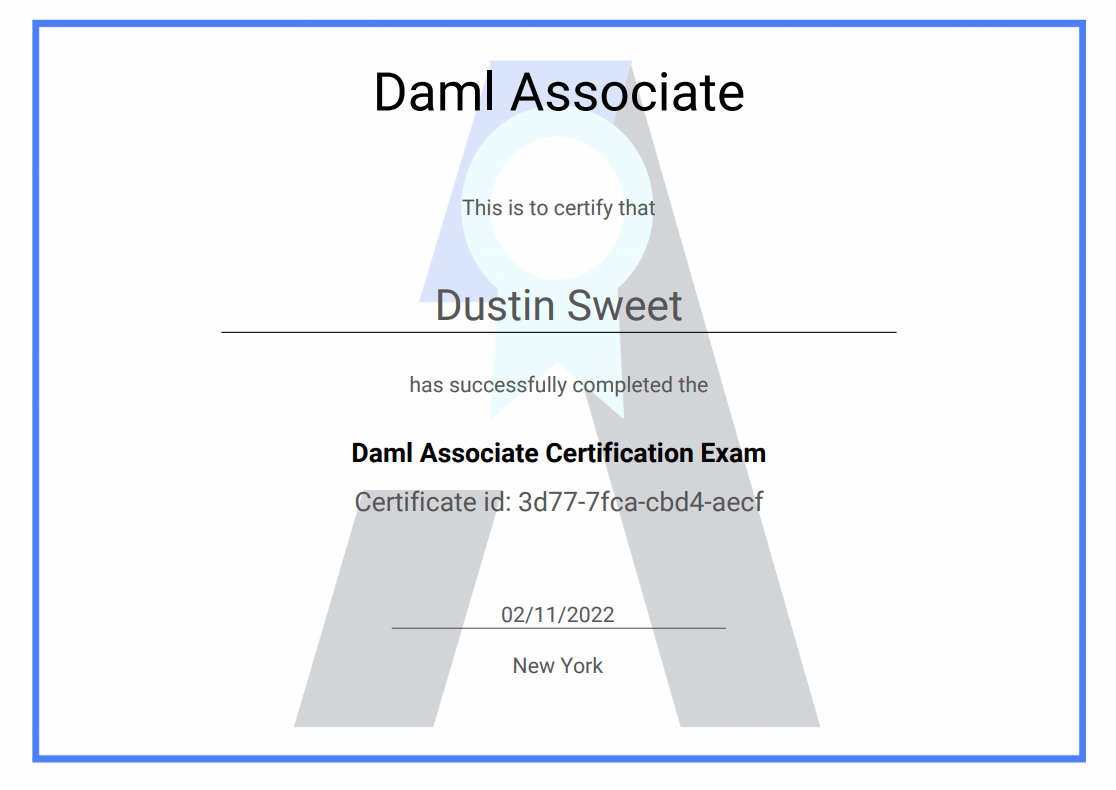 Daml Associate
This is to certify that
Dustin Sweet
has successfully completed the
Daml Associate Certification Exam
Certificate id: 3d77-7fca-cbd4-aecf
02/11/2022
New York